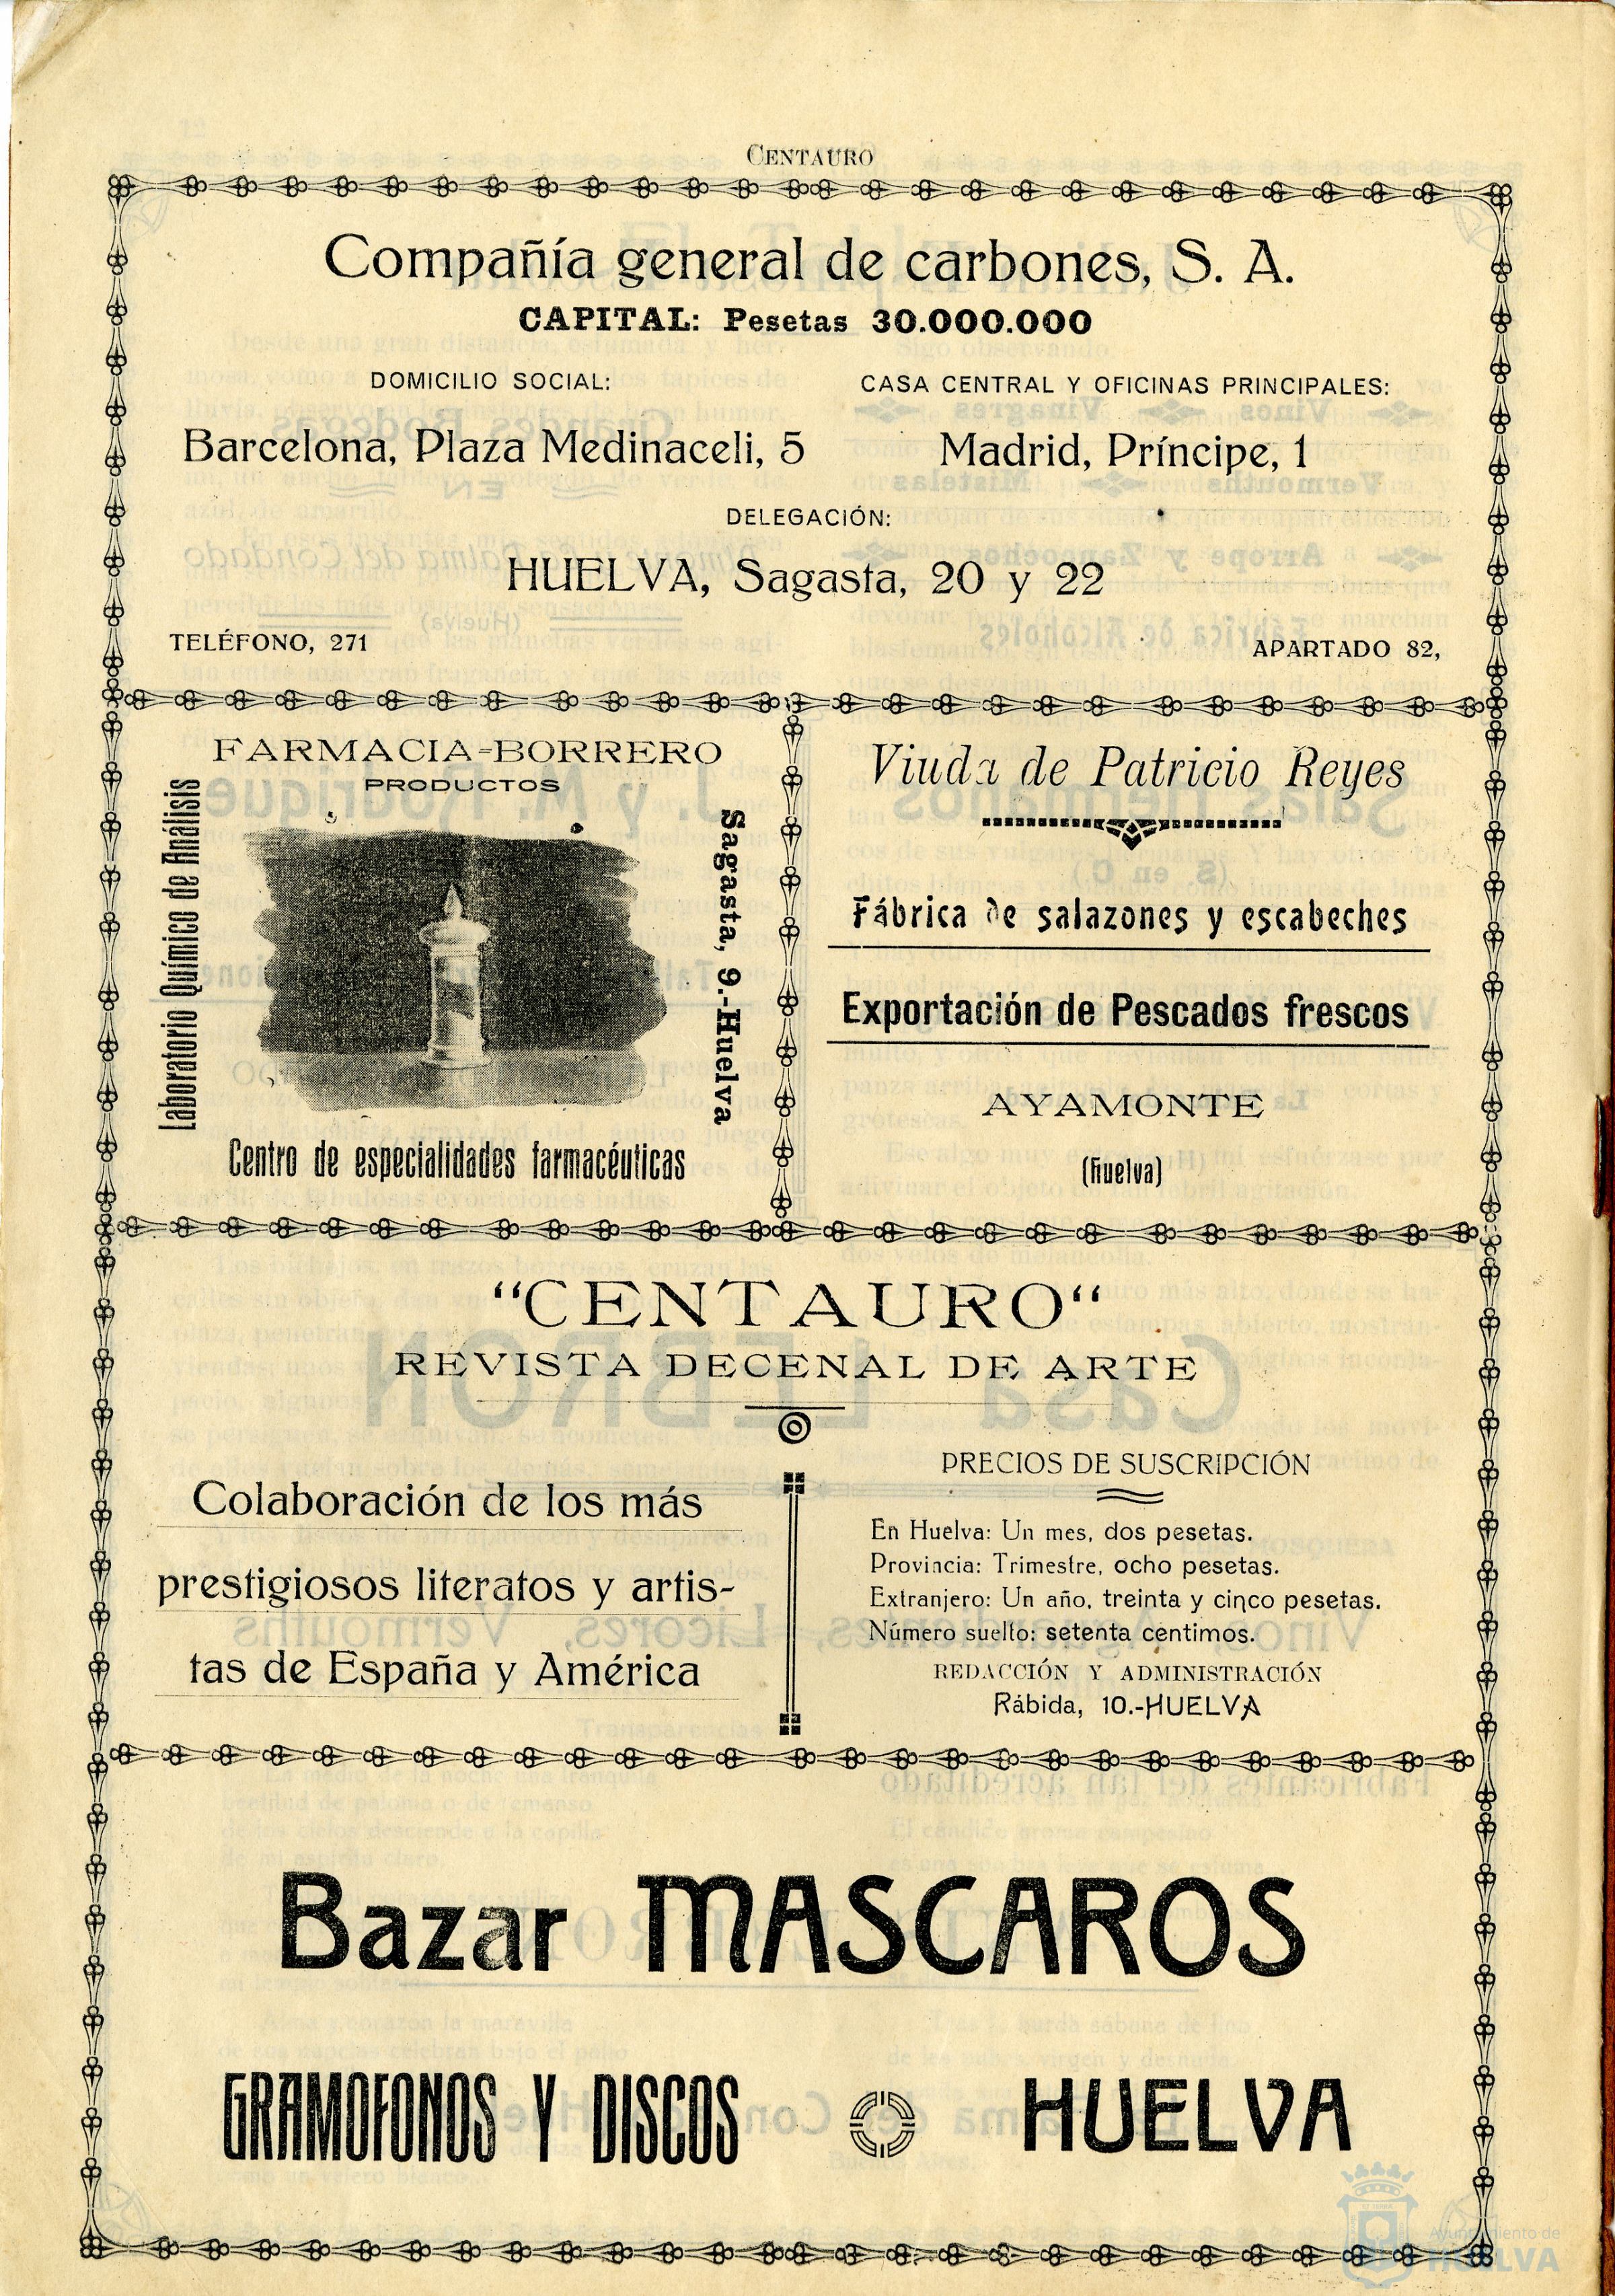 CENTAURO
Compañía general de carbones, S. A.
CAPITAL: Pesetas 30.000.000
DOMICILIO SOCIAL:
Barcelona, Plaza Medinaceli, 5
CASA CENTRAL Y OFICINAS PRINCIPALES:
Madrid, Príncipe, 1
DELEGACIÓN:
HUELVA, Sagasta, 20 y 22
TELÉFONO, 271
APARTADO 82,
FARMACIA-BORRERO
PRODUCTOS
Laboratorio Químico de Análisis
Sagasta, 9.-Huelva
Centro de especialidades farmacéuticas
Viuda de Patricio Reyes
Fábrica de salazones y escabeches
Exportación de Pescados frescos
AYAMONTE
(Huelva)
"CENTAURO"
REVISTA DECENAL DE ARTE
Colaboración de los más
prestigiosos literatos y artis-
tas de España y América
PRECIOS DE SUSCRIPCIÓN
En Huelva: Un mes, dos pesetas.
Provincia: Trimestre, ocho pesetas.
Extranjero: Un año, treinta y cinco pesetas.
Número suelto: setenta centimos.
REDACCIÓN Y ADMINISTRACIÓN
Rábida, 10.-HUELVA
Bazar MASCAROS
GRAMOFONOS Y DISCOS
HUELVA
Ayuntamiento de
HUELVA